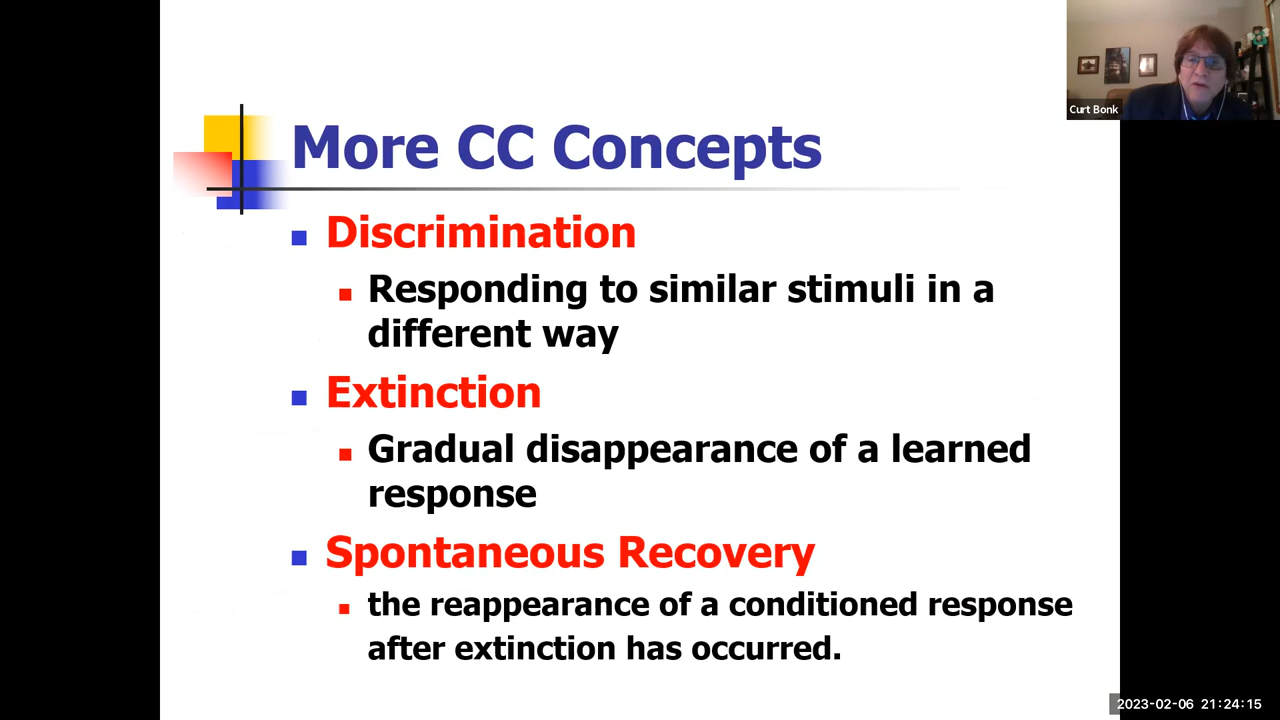 More CC Concepts
Discrimination
Responding to similar stimuli in a
different way
Extinction
Gradual disappearance of a learned
response
Spontaneous Recovery
the reappearance of a conditioned response
after extinction has occurred.
Curt Bonk
2023-02-06 21:24:15